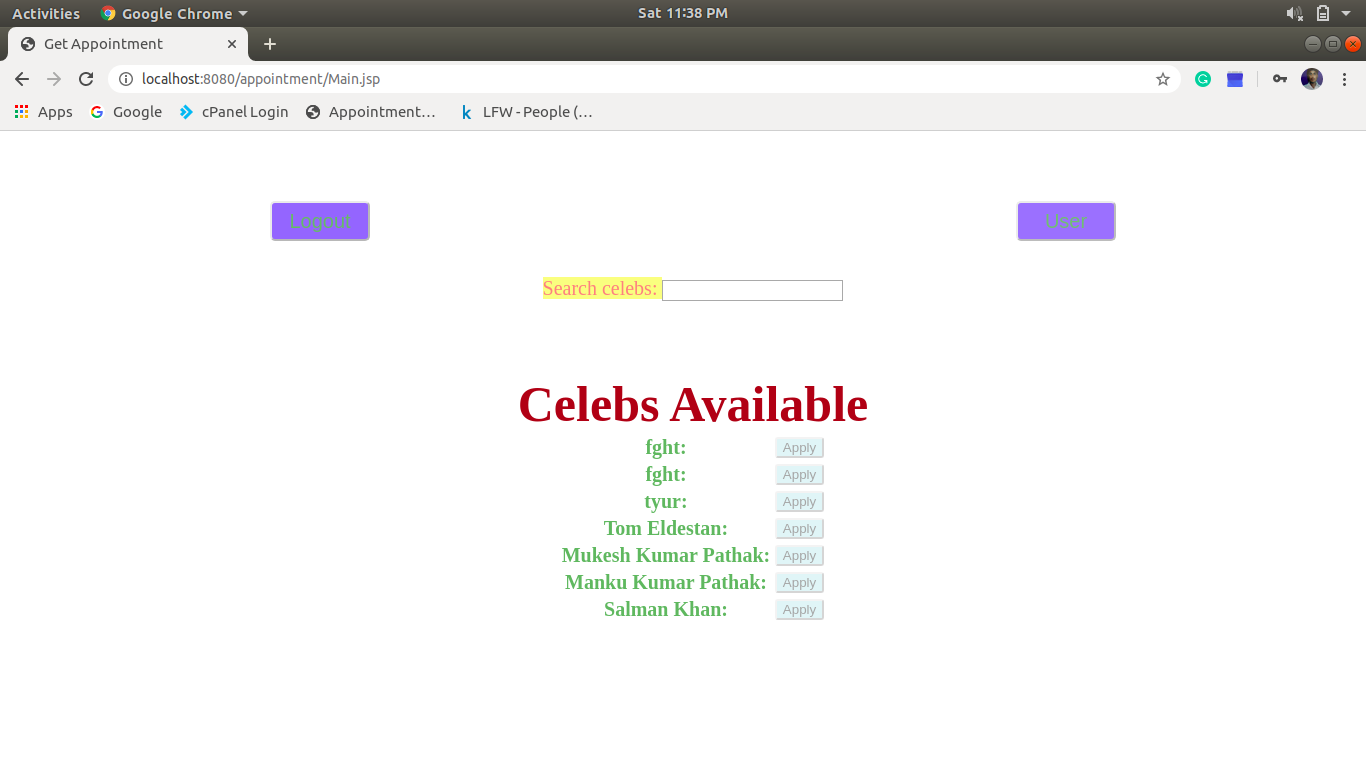 Activities Google Chrome Sat 11:38 PM
Get Appointment
localhost:8080/appointment/Main.jsp
Apps Google cPanel Login Appointment… LFW - People (…
Logout User
Search celebs:
Celebs Available
fght: Apply
fght: Apply
tyur: Apply
Tom Eldestan: Apply
Mukesh Kumar Pathak: Apply
Manku Kumar Pathak: Apply
Salman Khan: Apply